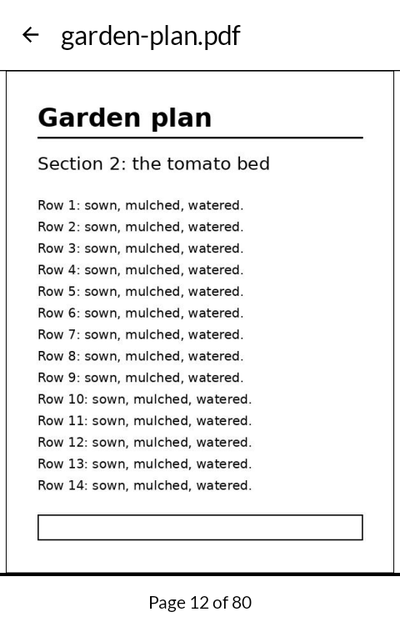 garden-plan.pdf
Garden plan
Section 2: the tomato bed
Row 1: sown, mulched, watered.
Row 2: sown, mulched, watered.
Row 3: sown, mulched, watered.
Row 4: sown, mulched, watered.
Row 5: sown, mulched, watered.
Row 6: sown, mulched, watered.
Row 7: sown, mulched, watered.
Row 8: sown, mulched, watered.
Row 9: sown, mulched, watered.
Row 10: sown, mulched, watered.
Row 11: sown, mulched, watered.
Row 12: sown, mulched, watered.
Row 13: sown, mulched, watered.
Row 14: sown, mulched, watered.
Page 12 of 80